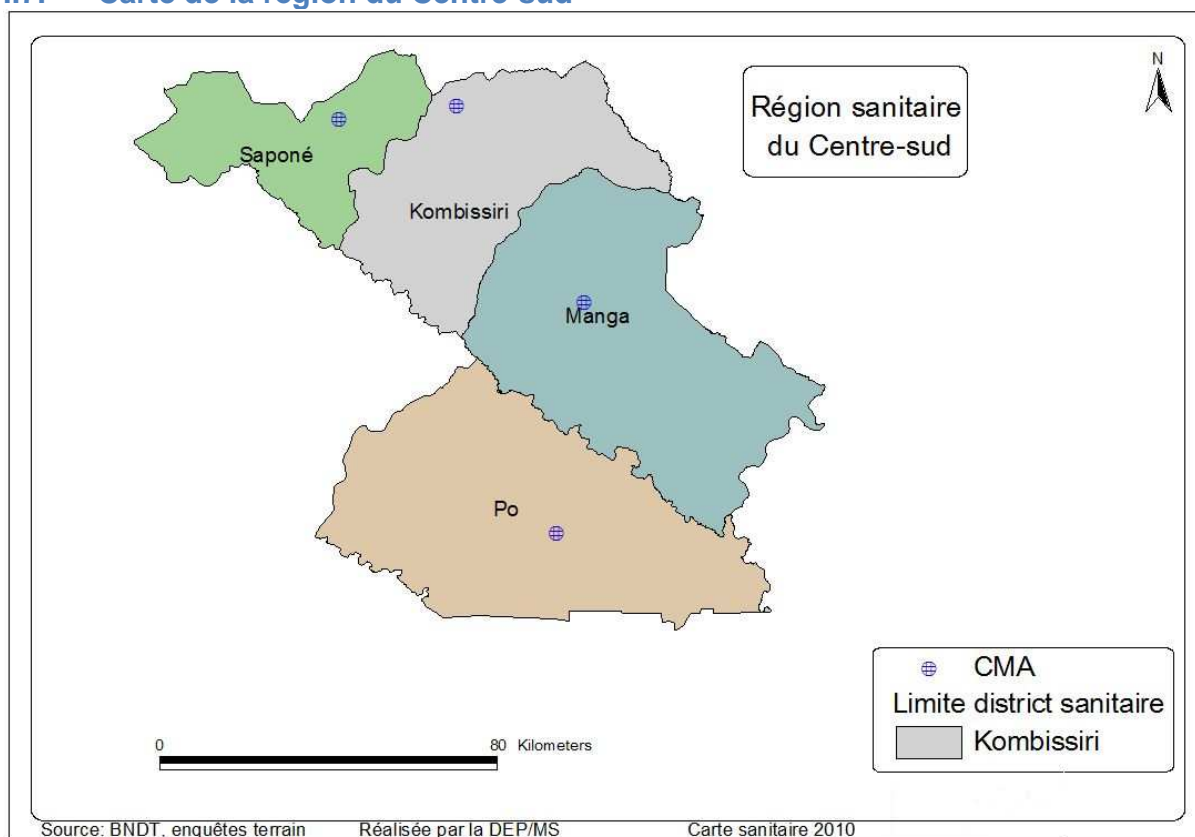 Carte de la région du Centre-sud
N
Région sanitaire
du Centre-sud
Saponé
Kombissiri
Manga
Po
CMA
Limite district sanitaire
Kombissiri
0 80 Kilometers
Source: BNDT, enquêtes terrain Réalisée par la DEP/MS Carte sanitaire 2010